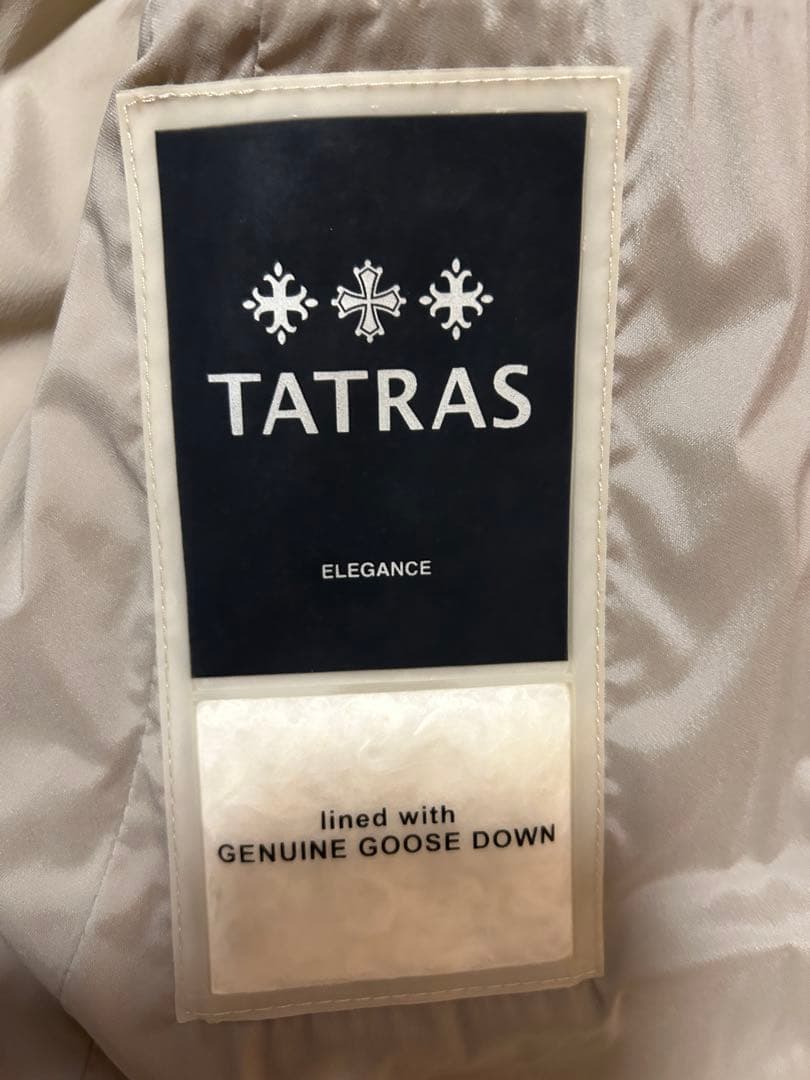 TATRAS
ELEGANCE
lined with
GENUINE GOOSE DOWN